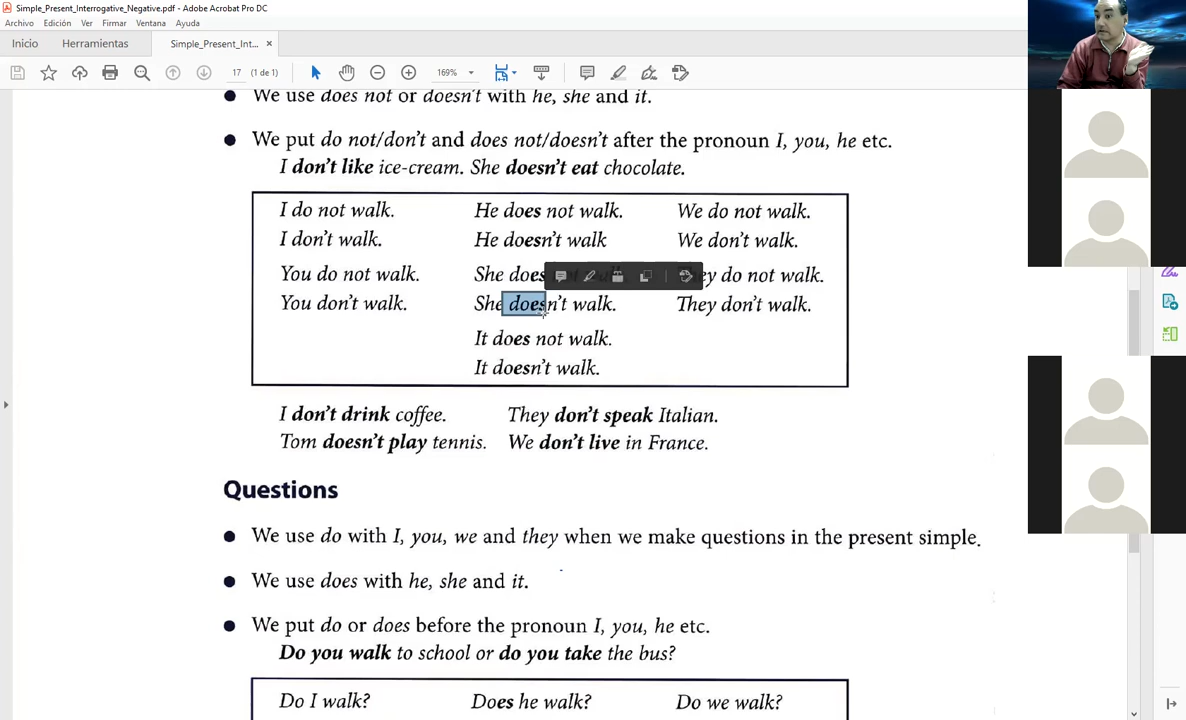 Simple_Present_Interrogative_Negative.pdf - Adobe Acrobat Pro DC
Archivo Edición Ver Firmar Ventana Ayuda
Inicio Herramientas Simple_Present_Int... ×
17 (1 de 1) 169%
• We use does not or doesn't with he, she and it.
• We put do not/don't and does not/doesn't after the pronoun I, you, he etc.
I don't like ice-cream. She doesn't eat chocolate.
I do not walk. He does not walk. We do not walk.
I don't walk. He doesn't walk We don't walk.
You do not walk. She does do not walk.
You don't walk. She doesn't walk. They don't walk.
It does not walk.
It doesn't walk.
I don't drink coffee. They don't speak Italian.
Tom doesn't play tennis. We don't live in France.
Questions
• We use do with I, you, we and they when we make questions in the present simple.
• We use does with he, she and it.
• We put do or does before the pronoun I, you, he etc.
Do you walk to school or do you take the bus?
Do I walk? Does he walk? Do we walk?